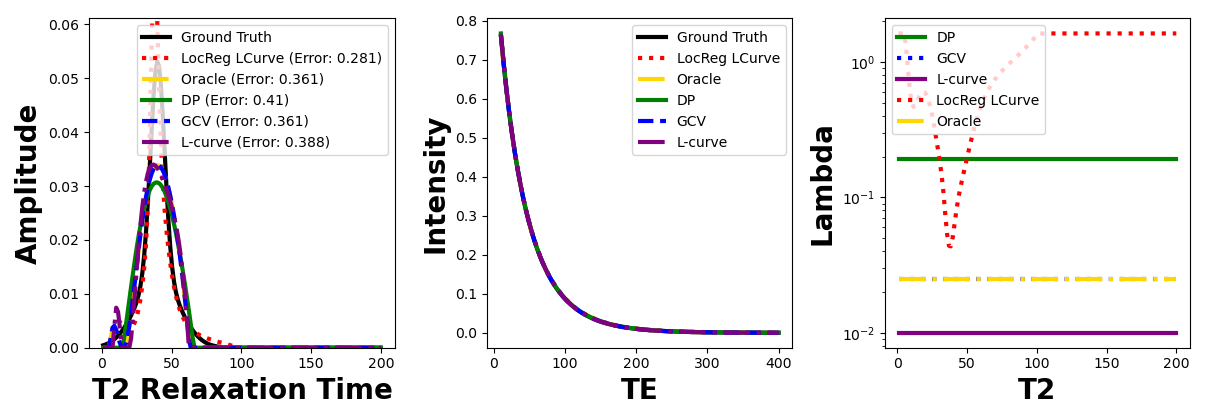 0.06
0.05
0.04
0.03
0.02
0.01
0.00
Amplitude
Ground Truth
LocReg LCurve (Error: 0.281)
Oracle (Error: 0.361)
DP (Error: 0.41)
GCV (Error: 0.361)
L-curve (Error: 0.388)
0 50 100 150 200
T2 Relaxation Time
0.8
0.7
0.6
0.5
0.4
0.3
0.2
0.1
0.0
Intensity
Ground Truth
LocReg LCurve
Oracle
DP
GCV
L-curve
0 100 200 300 400
TE
10⁰
10⁻¹
10⁻²
Lambda
DP
GCV
L-curve
LocReg LCurve
Oracle
0 50 100 150 200
T2